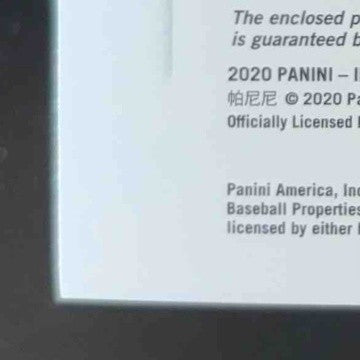 The enclosed p
is guaranteed b
2020 PANINI – I
帕尼尼 © 2020 Pa
Officially Licensed
Panini America, Inc
Baseball Properties
licensed by either